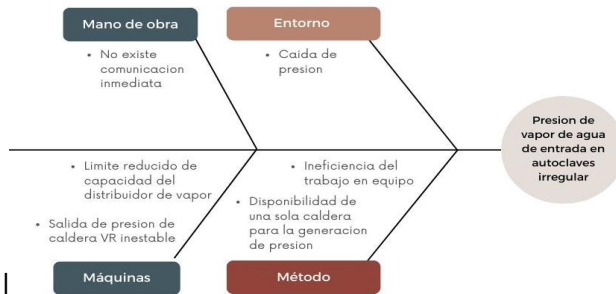 Mano de obra
• No existe
comunicacion
inmediata
Entorno
• Caida de
presion
Presion de
vapor de agua
de entrada en
autoclaves
irregular
• Limite reducido de
capacidad del
distribuidor de vapor
• Salida de presion de
caldera VR inestable
Máquinas
• Ineficiencia del
trabajo en equipo
• Disponibilidad de
una sola caldera
para la generacion
de presion
Método